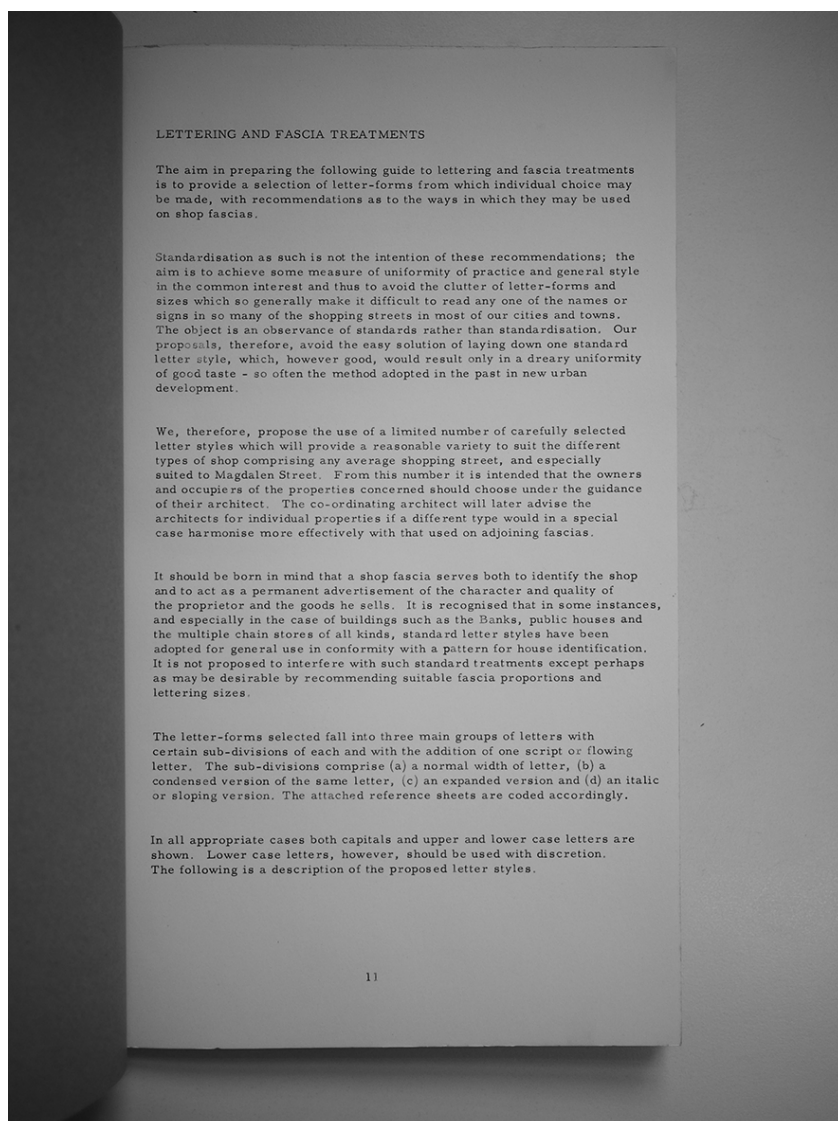 LETTERING AND FASCIA TREATMENTS
The aim in preparing the following guide to lettering and fascia treatments
is to provide a selection of letter-forms from which individual choice may
be made, with recommendations as to the ways in which they may be used
on shop fascias.
Standardisation as such is not the intention of these recommendations; the
aim is to achieve some measure of uniformity of practice and general style
in the common interest and thus to avoid the clutter of letter-forms and
sizes which so generally make it difficult to read any one of the names or
signs in so many of the shopping streets in most of our cities and towns.
The object is an observance of standards rather than standardisation. Our
proposals, therefore, avoid the easy solution of laying down one standard
letter style, which, however good, would result only in a dreary uniformity
of good taste - so often the method adopted in the past in new urban
development.
We, therefore, propose the use of a limited number of carefully selected
letter styles which will provide a reasonable variety to suit the different
types of shop comprising any average shopping street, and especially
suited to Magdalen Street. From this number it is intended that the owners
and occupiers of the properties concerned should choose under the guidance
of their architect. The co-ordinating architect will later advise the
architects for individual properties if a different type would in a special
case harmonise more effectively with that used on adjoining fascias.
It should be born in mind that a shop fascia serves both to identify the shop
and to act as a permanent advertisement of the character and quality of
the proprietor and the goods he sells. It is recognised that in some instances,
and especially in the case of buildings such as the Banks, public houses and
the multiple chain stores of all kinds, standard letter styles have been
adopted for general use in conformity with a pattern for house identification.
It is not proposed to interfere with such standard treatments except perhaps
as may be desirable by recommending suitable fascia proportions and
lettering sizes.
The letter-forms selected fall into three main groups of letters with
certain sub-divisions of each and with the addition of one script or flowing
letter. The sub-divisions comprise (a) a normal width of letter, (b) a
condensed version of the same letter, (c) an expanded version and (d) an italic
or sloping version. The attached reference sheets are coded accordingly.
In all appropriate cases both capitals and upper and lower case letters are
shown. Lower case letters, however, should be used with discretion.
The following is a description of the proposed letter styles.
11